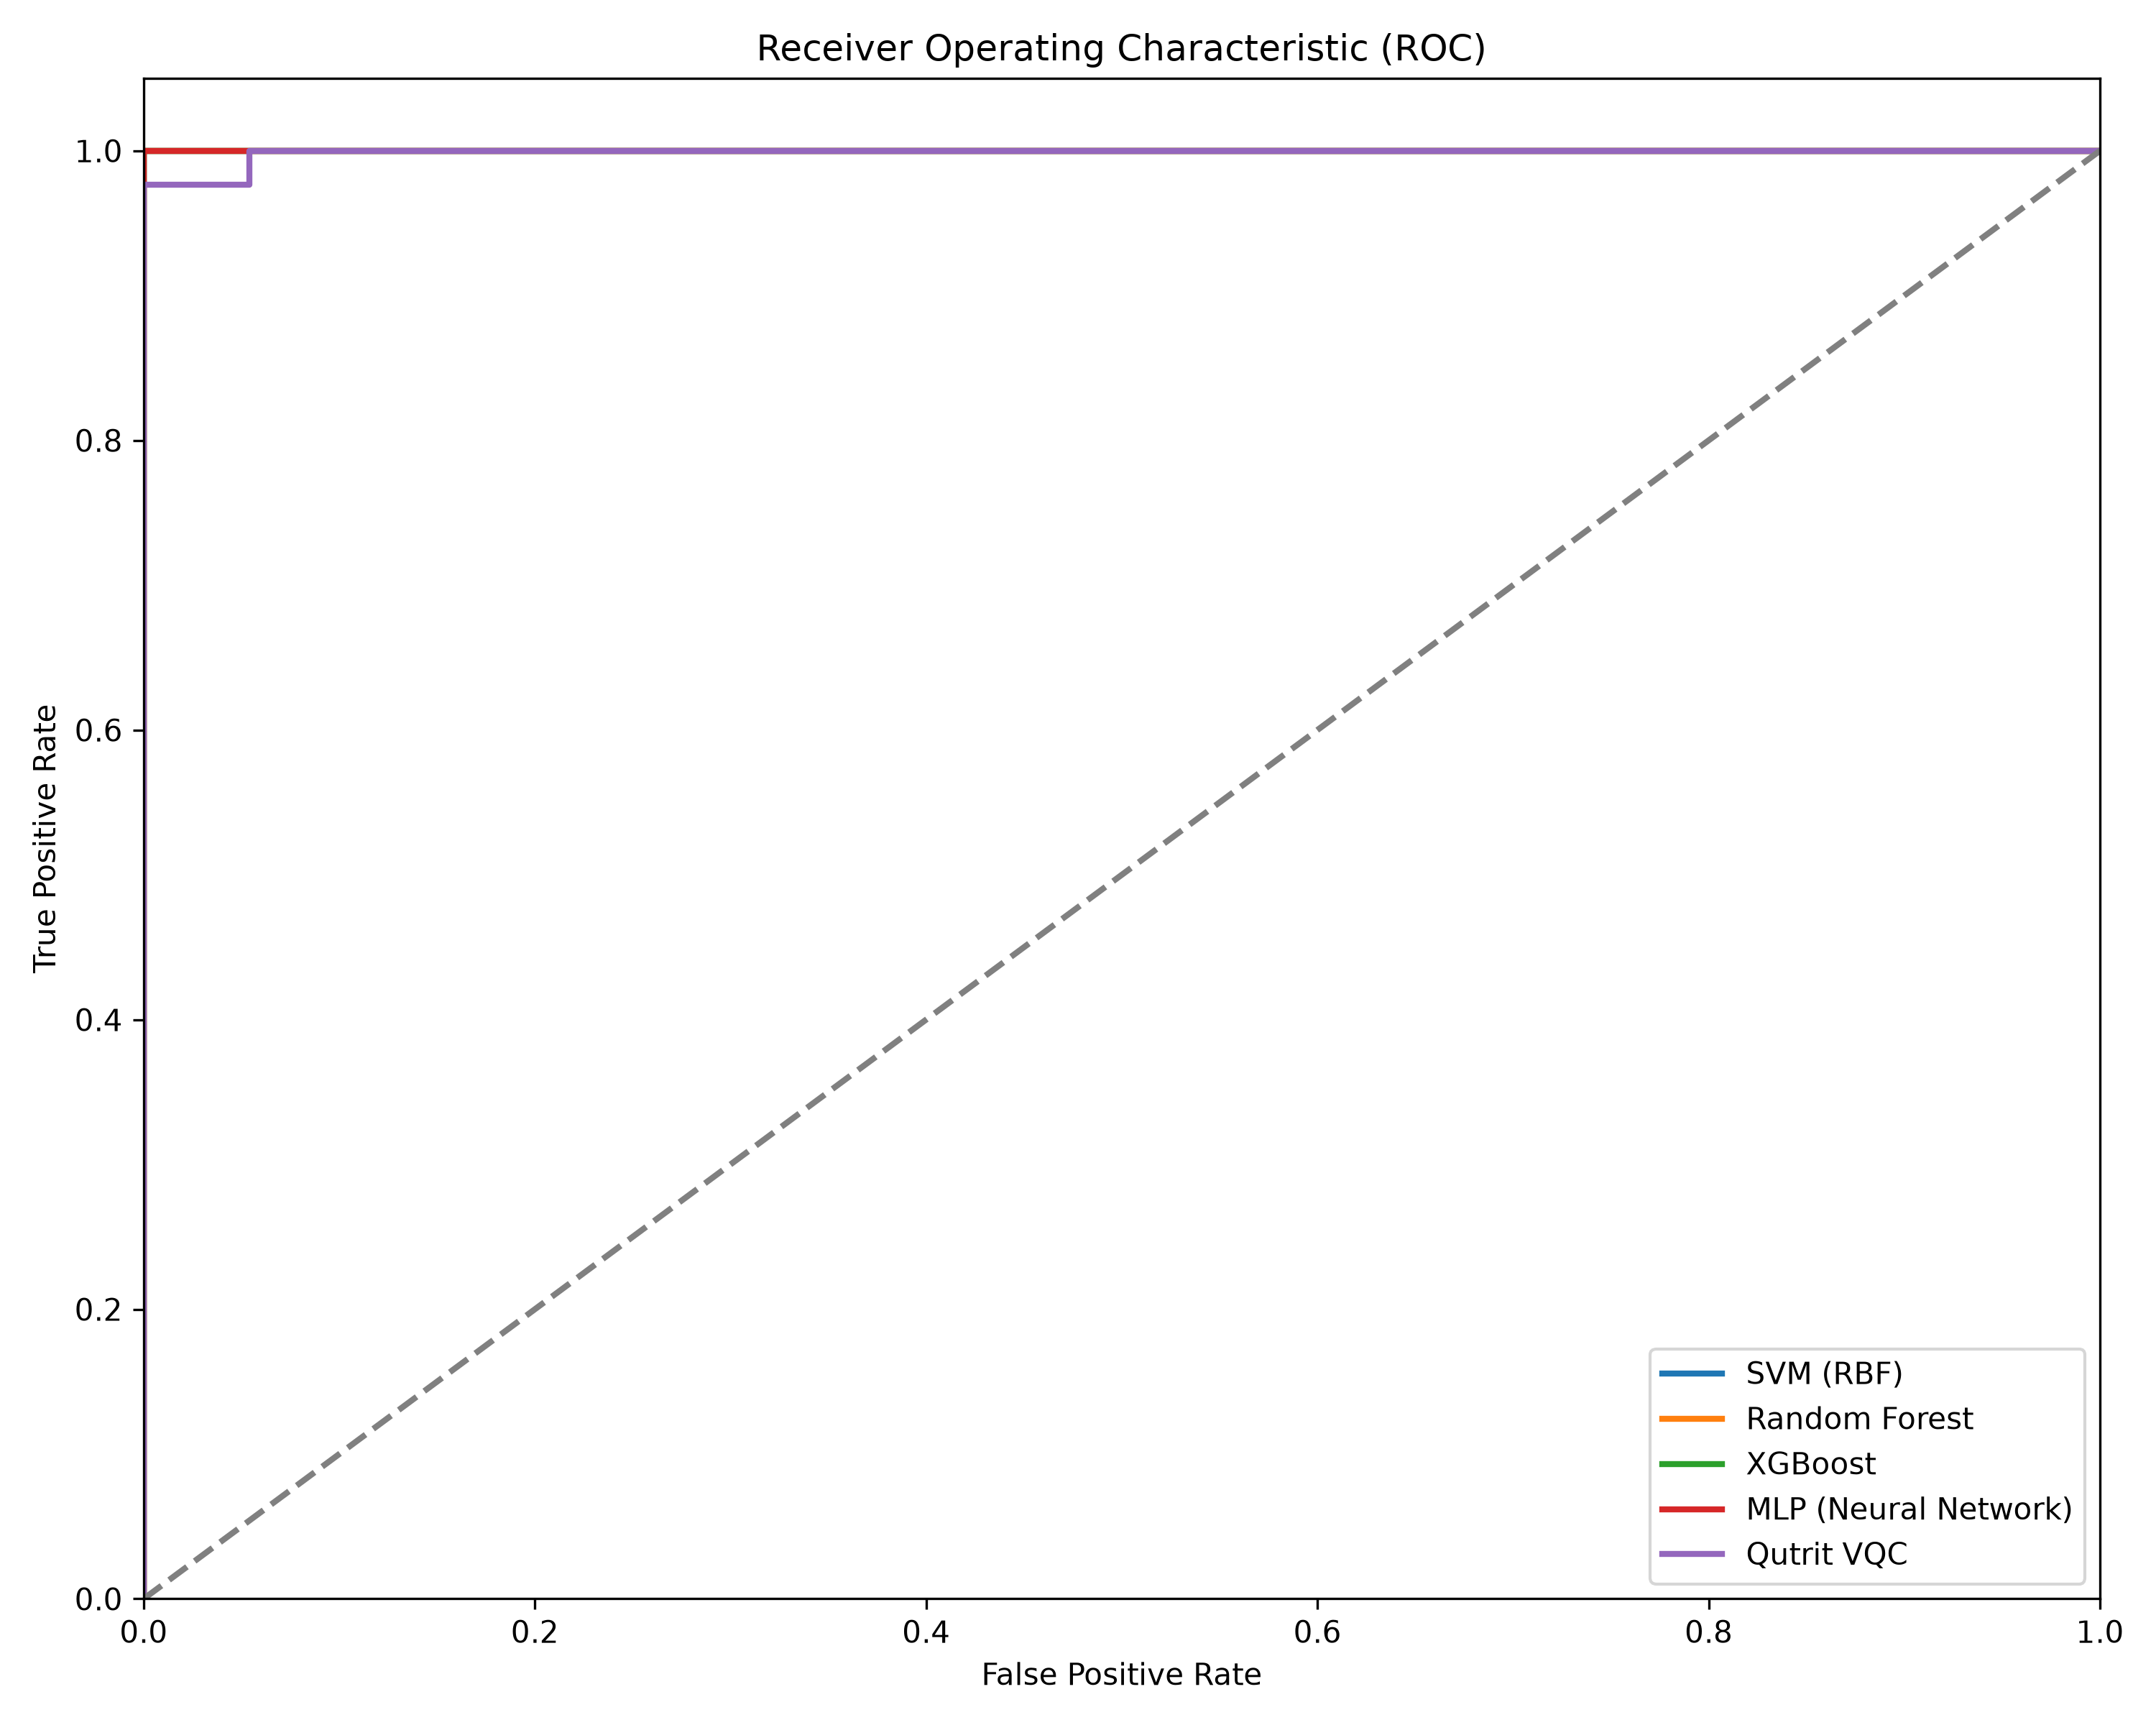 Receiver Operating Characteristic (ROC)
1.0
0.8
0.6
0.4
0.2
0.0
True Positive Rate
0.0 0.2 0.4 0.6 0.8 1.0
False Positive Rate
SVM (RBF)
Random Forest
XGBoost
MLP (Neural Network)
Qutrit VQC